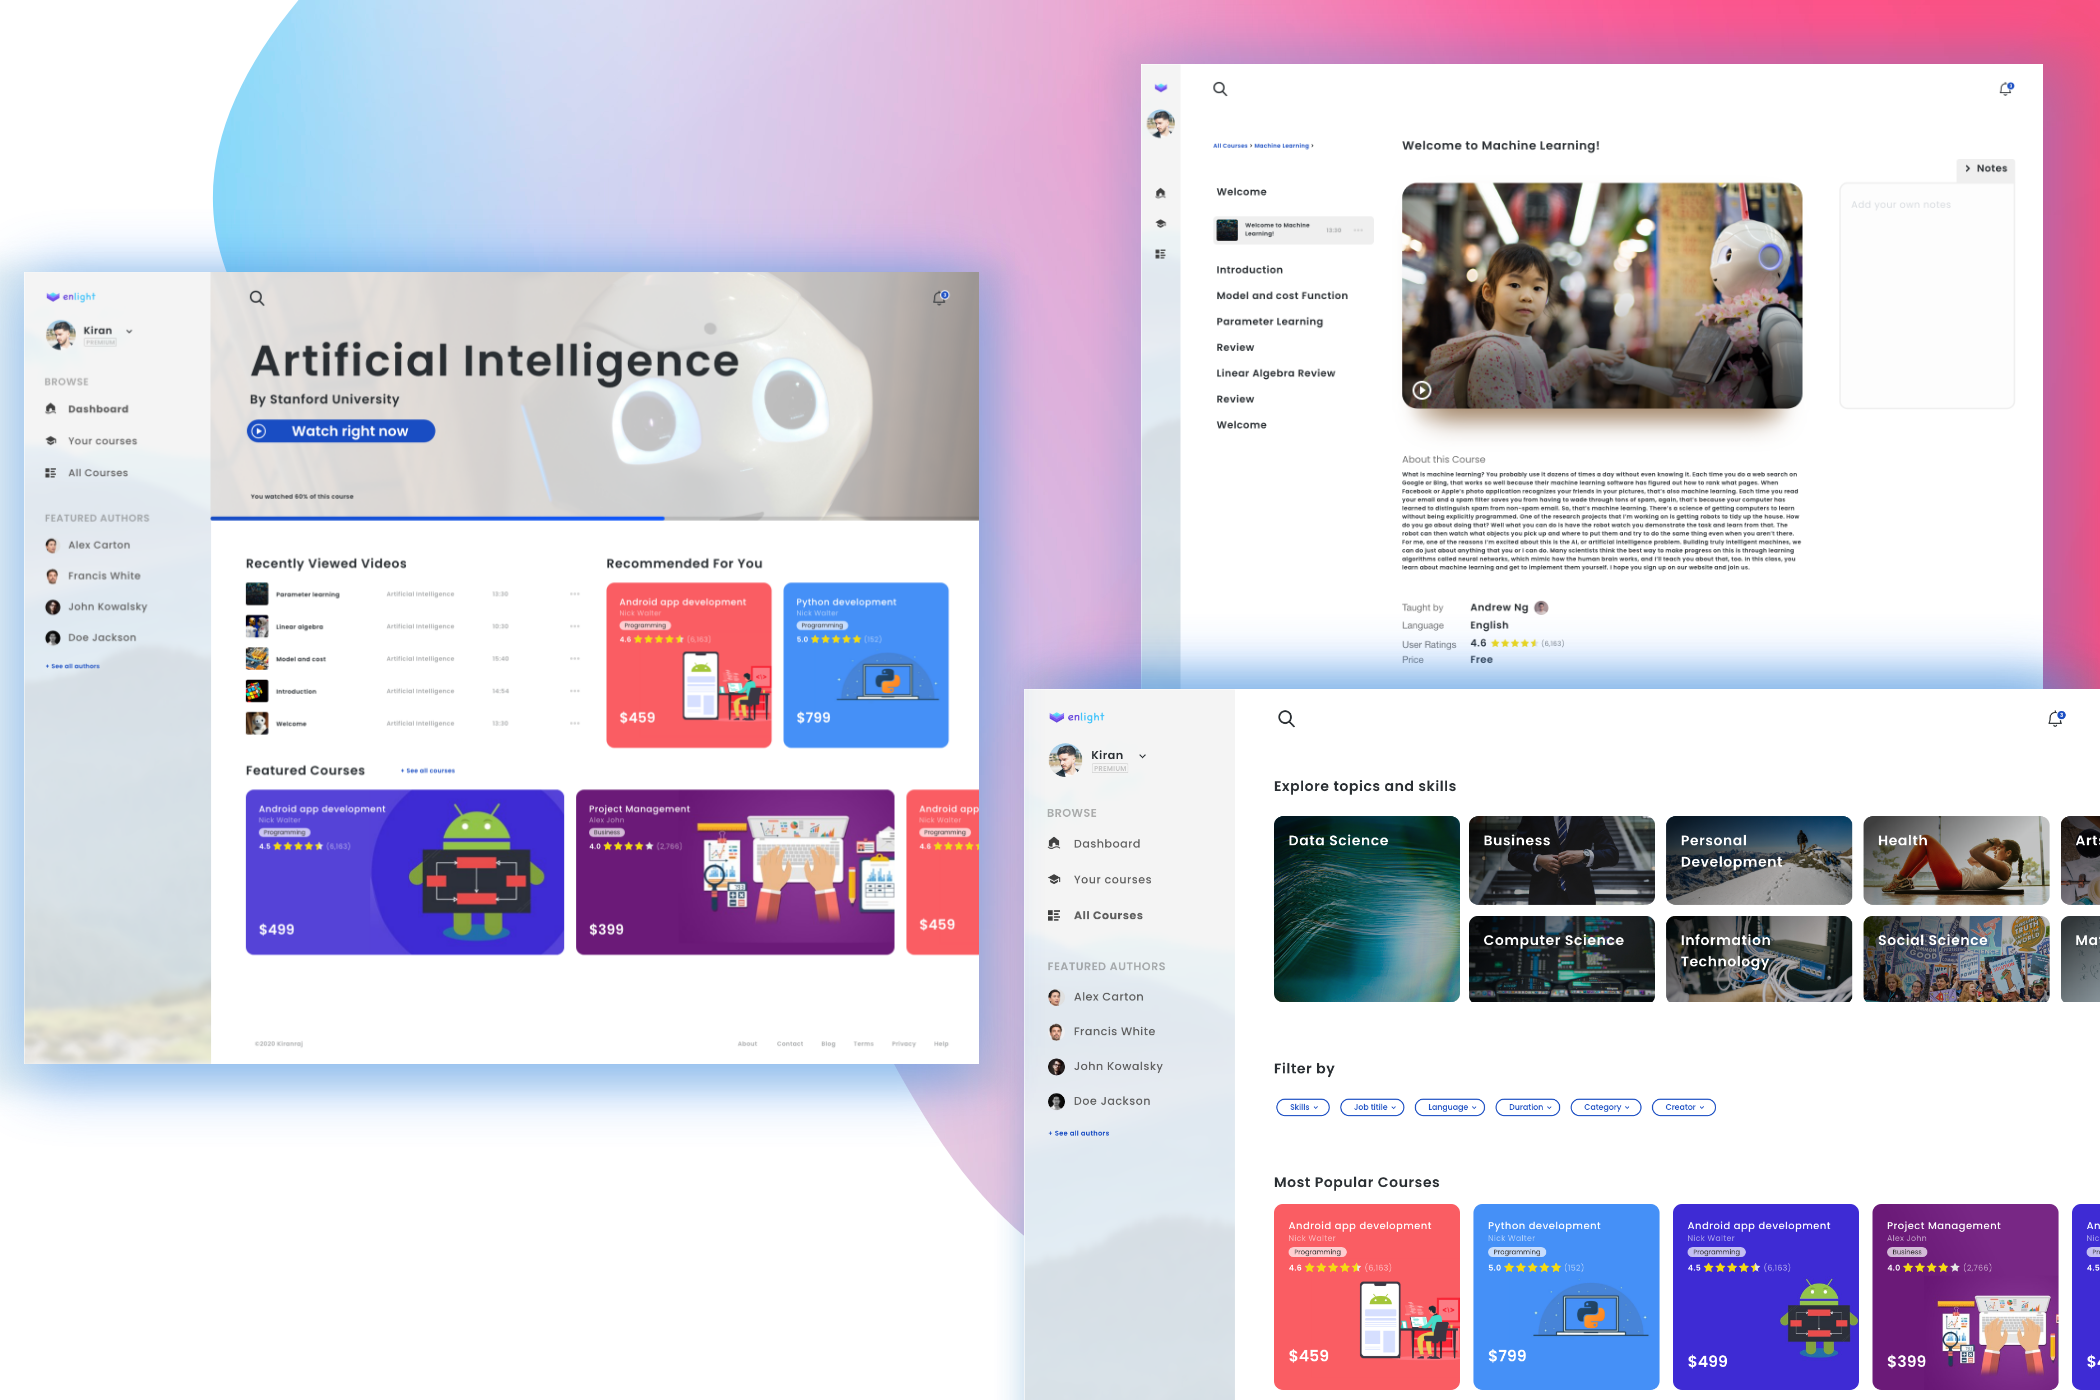 enlight
Kiran
PREMIUM
BROWSE
Dashboard
Your courses
All Courses
FEATURED AUTHORS
Alex Carton
Francis White
John Kowalsky
Doe Jackson
+ See all authors
3
Artificial Intelligence
By Stanford University
Watch right now
You watched 60% of this course
Recently Viewed Videos
Parameter learning Artificial Intelligence 13:30
Linear algebra Artificial Intelligence 10:30
Model and cost Artificial Intelligence 15:40
Introduction Artificial Intelligence 14:54
Welcome Artificial Intelligence 13:30
Recommended For You
Android app development
Nick Walter
Programming
4.6 (6,163)
$459
Python development
Nick Walter
Programming
5.0 (152)
$799
Featured Courses
+ See all courses
Android app development
Nick Walter
Programming
4.5 (6,163)
$499
Project Management
Alex John
Business
4.0 (2,766)
$399
Android app
Nick Walter
Programming
4.6
$459
©2020 Kiranraj
About Contact Blog Terms Privacy Help
3
All Courses > Machine Learning >
Welcome
Welcome to Machine
Learning!
13:30
Introduction
Model and cost Function
Parameter Learning
Review
Linear Algebra Review
Review
Welcome
Welcome to Machine Learning!
> Notes
Add your own notes
About this Course
What is machine learning? You probably use it dozens of times a day without even knowing it. Each time you do a web search on
Google or Bing, that works so well because their machine learning software has figured out how to rank what pages. When
Facebook or Apple's photo application recognizes your friends in your pictures, that's also machine learning. Each time you read
your email and a spam filter saves you from having to wade through tons of spam, again, that's because your computer has
learned to distinguish spam from non-spam email. So, that's machine learning. There's a science of getting computers to learn
without being explicitly programmed. One of the research projects that I'm working on is getting robots to tidy up the house. How
do you go about doing that? Well what you can do is have the robot watch you demonstrate the task and learn from that. The
robot can then watch what objects you pick up and where to put them and try to do the same thing even when you aren't there.
For me, one of the reasons I'm excited about this is the AI, or artificial intelligence problem. Building truly intelligent machines, we
can do just about anything that you or I can do. Many scientists think the best way to make progress on this is through learning
algorithms called neural networks, which mimic how the human brain works, and I'll teach you about that, too. In this class, you
learn about machine learning and get to implement them yourself. I hope you sign up on our website and join us.
Taught by Andrew Ng
Language English
User Ratings 4.6 (6,163)
Price Free
enlight
Kiran
PREMIUM
BROWSE
Dashboard
Your courses
All Courses
FEATURED AUTHORS
Alex Carton
Francis White
John Kowalsky
Doe Jackson
+ See all authors
3
Explore topics and skills
Data Science
Business
Personal
Development
Health
Art
Computer Science
Information
Technology
Social Science
Ma
Filter by
Skills
Job titile
Language
Duration
Category
Creator
Most Popular Courses
Android app development
Nick Walter
Programming
4.6 (6,163)
$459
Python development
Nick Walter
Programming
5.0 (152)
$799
Android app development
Nick Walter
Programming
4.5 (6,163)
$499
Project Management
Alex John
Business
4.0 (2,766)
$399
An
Nic
Pr
4.5